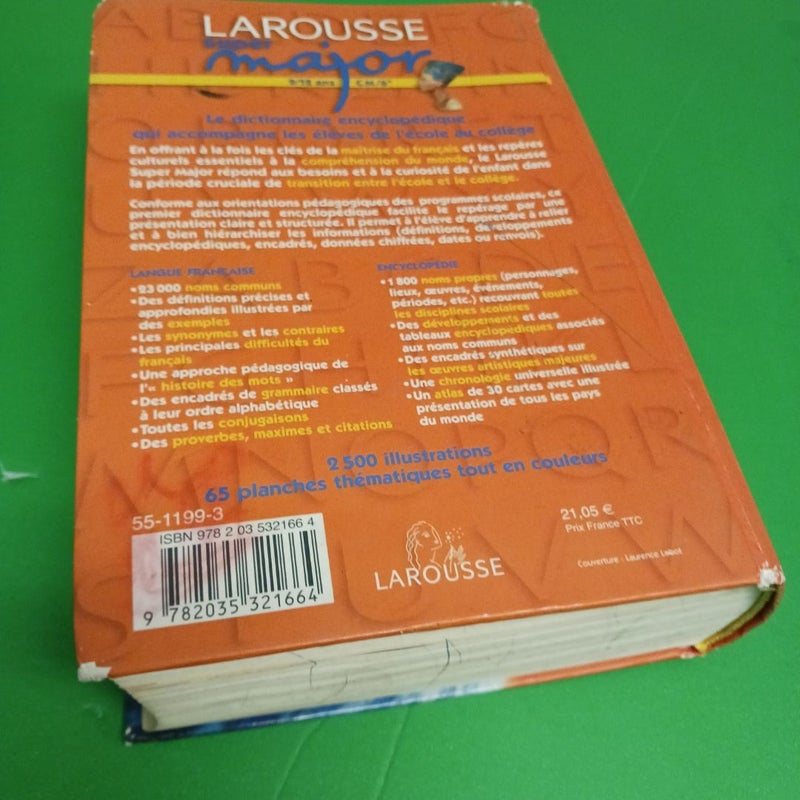 LAROUSSE
super
major
9/12 ans CM/6e
Le dictionnaire encyclopédique
qui accompagne les élèves de l'école au collège
En offrant à la fois les clés de la maîtrise du français et les repères
culturels essentiels à la compréhension du monde, le Larousse
Super Major répond aux besoins et à la curiosité de l'enfant dans
la période cruciale de transition entre l'école et le collège.
Conforme aux orientations pédagogiques des programmes scolaires, ce
premier dictionnaire encyclopédique facilite le repérage par une
présentation claire et structurée. Il permet à l'élève d'apprendre à relier
et à bien hiérarchiser les informations (définitions, développements
encyclopédiques, encadrés, données chiffrées, dates ou renvois).
LANGUE FRANÇAISE
• 23 000 noms communs
• Des définitions précises et
approfondies illustrées par
des exemples
• Les synonymes et les contraires
• Les principales difficultés du
français
• Une approche pédagogique de
l'« histoire des mots »
• Des encadrés de grammaire classés
à leur ordre alphabétique
• Toutes les conjugaisons
• Des proverbes, maximes et citations
ENCYCLOPÉDIE
• 1 800 noms propres (personnages,
lieux, œuvres, événements,
périodes, etc.) recouvrant toutes
les disciplines scolaires
• Des développements et des
tableaux encyclopédiques associés
aux noms communs
• Des encadrés synthétiques sur
les œuvres artistiques majeures
• Une chronologie universelle illustrée
• Un atlas de 30 cartes avec une
présentation de tous les pays
du monde
2 500 illustrations
65 planches thématiques tout en couleurs
55-1199-3
ISBN 978 2 03 532166 4
9 782035 321664
LAROUSSE
21,05 €
Prix France TTC
Couverture : Laurence